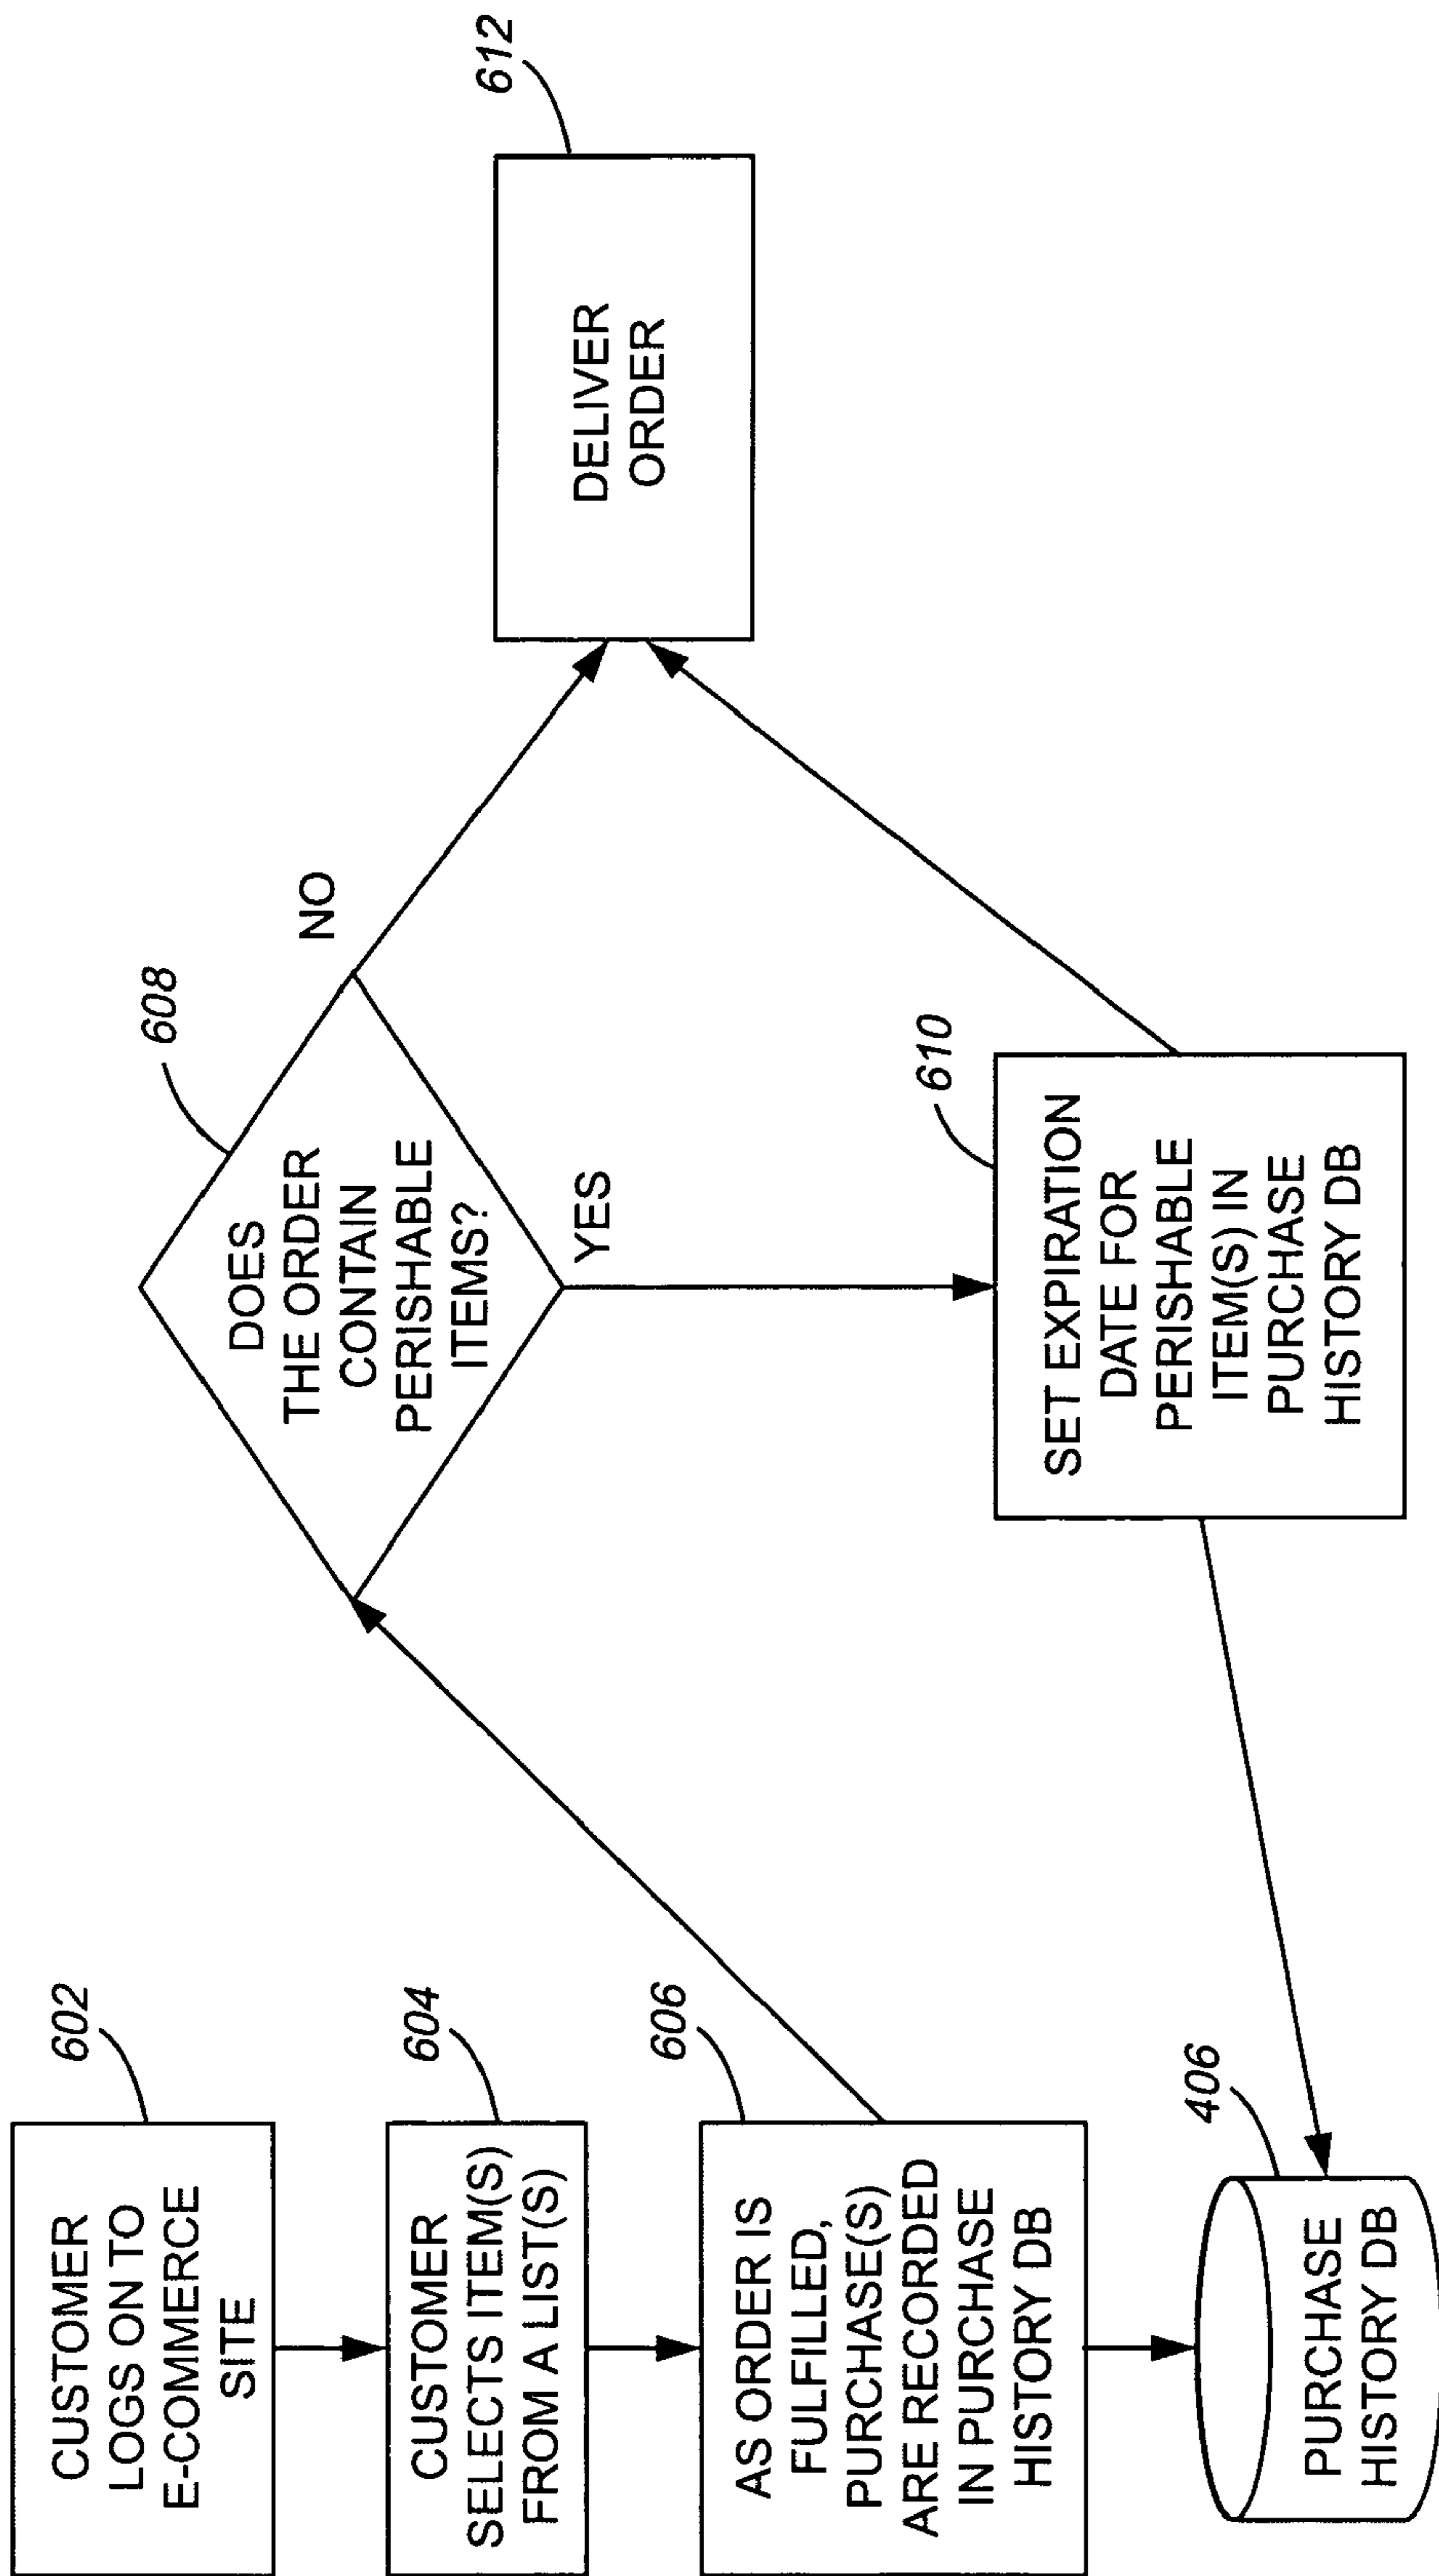 602
CUSTOMER
LOGS ON TO
E-COMMERCE
SITE
604
CUSTOMER
SELECTS ITEM(S)
FROM A LIST(S)
606
AS ORDER IS
FULFILLED,
PURCHASE(S)
ARE RECORDED
IN PURCHASE
HISTORY DB
406
PURCHASE
HISTORY DB
608
DOES
THE ORDER
CONTAIN
PERISHABLE
ITEMS?
NO
YES
610
SET EXPIRATION
DATE FOR
PERISHABLE
ITEM(S) IN
PURCHASE
HISTORY DB
612
DELIVER
ORDER